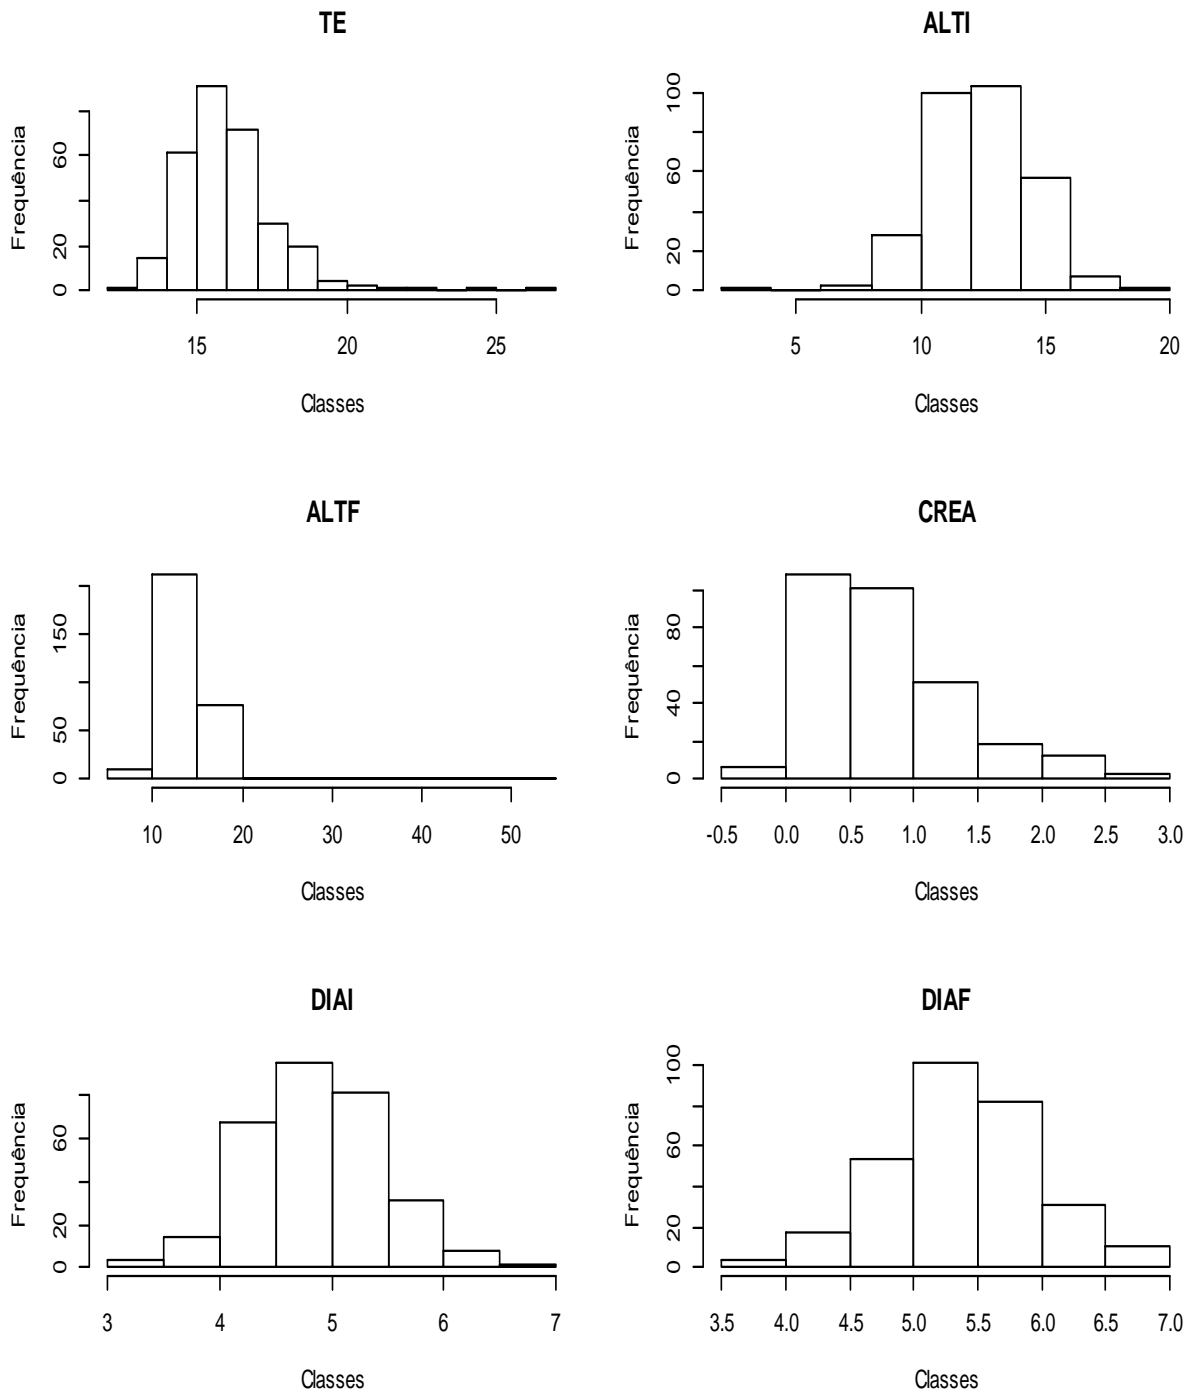 TE
Frequência
60
20
0
15 20 25
Classes
ALTI
Frequência
100
60
20
0
5 10 15 20
Classes
ALTF
Frequência
150
50
0
10 20 30 40 50
Classes
CREA
Frequência
80
40
0
-0.5 0.0 0.5 1.0 1.5 2.0 2.5 3.0
Classes
DIAI
Frequência
60
20
0
3 4 5 6 7
Classes
DIAF
Frequência
100
60
20
0
3.5 4.0 4.5 5.0 5.5 6.0 6.5 7.0
Classes